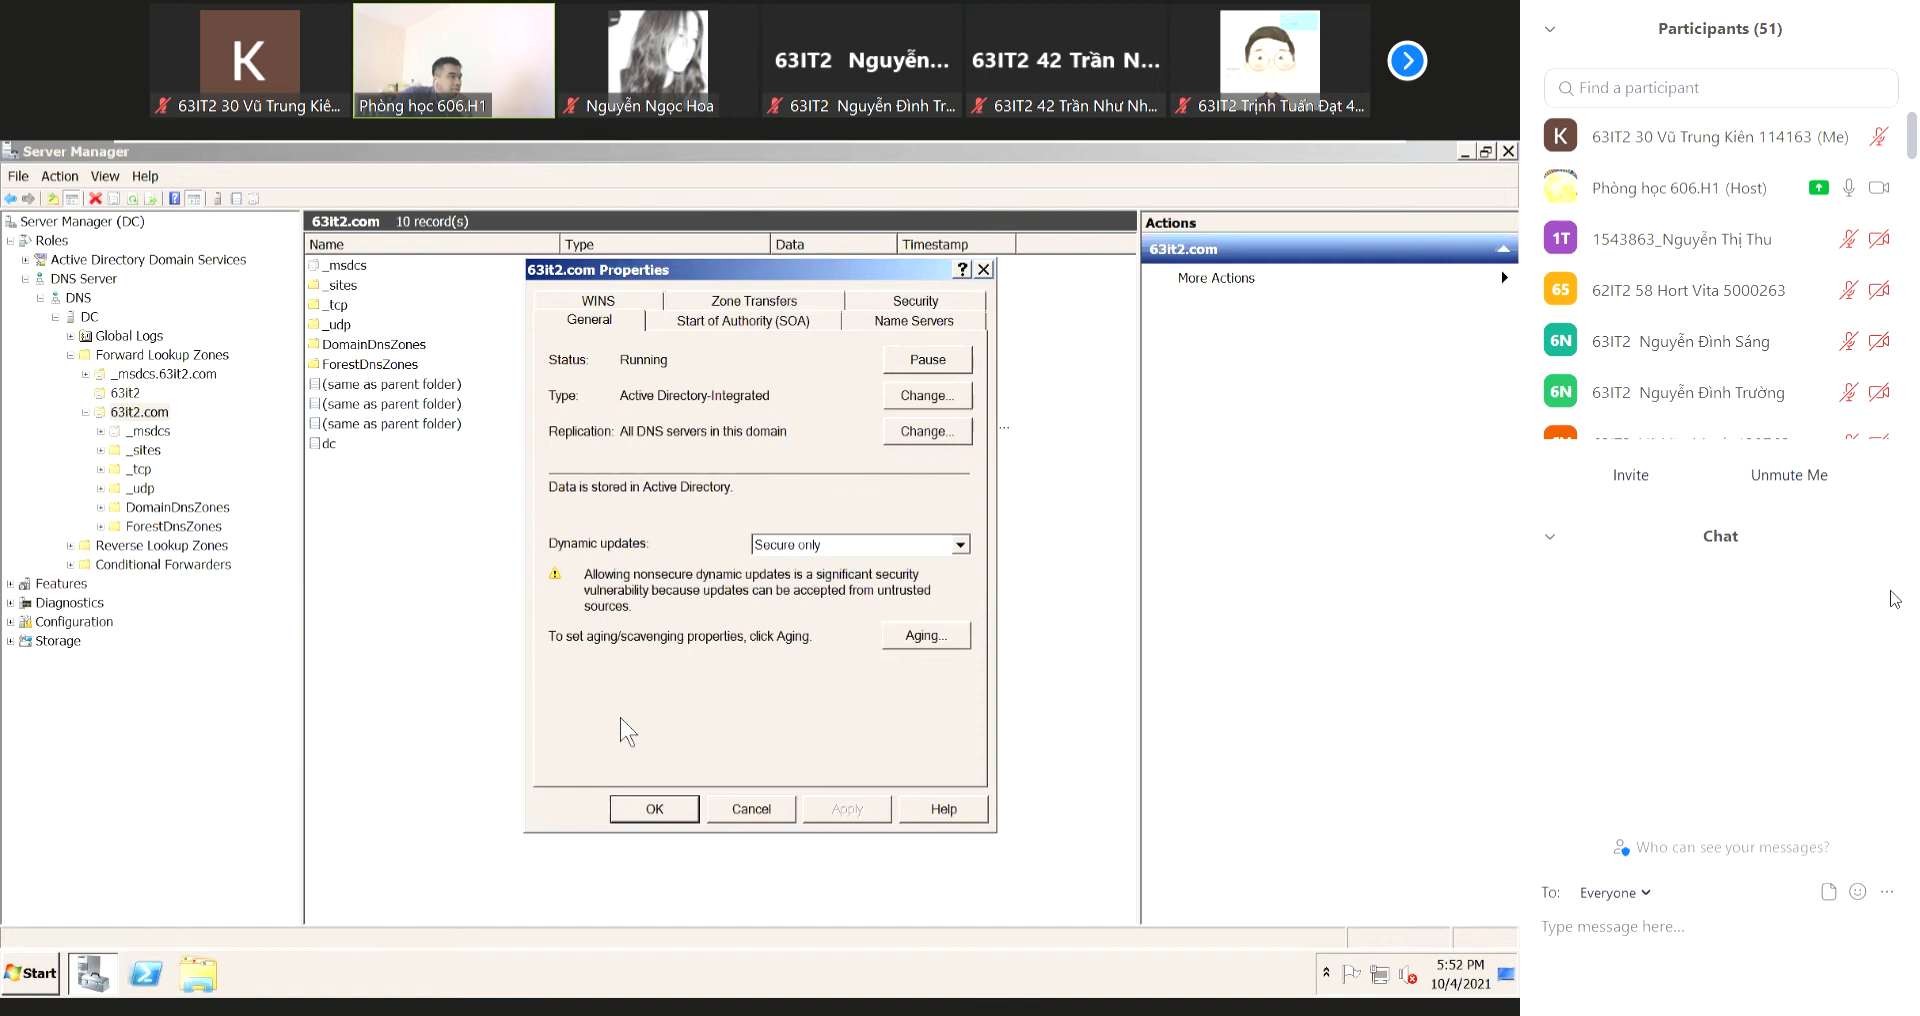 K
63IT2 30 Vũ Trung Kiê...
Phòng học 606.H1
Nguyễn Ngọc Hoa
63IT2 Nguyễn...
63IT2 Nguyễn Đình Tr...
63IT2 42 Trần N...
63IT2 42 Trần Như Nh...
63IT2 Trịnh Tuấn Đạt 4...
Server Manager
File Action View Help
Server Manager (DC)
Roles
Active Directory Domain Services
DNS Server
DNS
DC
Global Logs
Forward Lookup Zones
_msdcs.63it2.com
63it2
63it2.com
_msdcs
_sites
_tcp
_udp
DomainDnsZones
ForestDnsZones
Reverse Lookup Zones
Conditional Forwarders
Features
Diagnostics
Configuration
Storage
63it2.com 10 record(s)
Name Type Data Timestamp
_msdcs
_sites
_tcp
_udp
DomainDnsZones
ForestDnsZones
(same as parent folder)
(same as parent folder)
(same as parent folder)
...
dc
63it2.com Properties
WINS Zone Transfers Security
General Start of Authority (SOA) Name Servers
Status: Running Pause
Type: Active Directory-Integrated Change...
Replication: All DNS servers in this domain Change...
Data is stored in Active Directory.
Dynamic updates: Secure only
Allowing nonsecure dynamic updates is a significant security
vulnerability because updates can be accepted from untrusted
sources.
To set aging/scavenging properties, click Aging. Aging...
OK Cancel Apply Help
Actions
63it2.com
More Actions
Start
5:52 PM
10/4/2021
Participants (51)
Find a participant
K 63IT2 30 Vũ Trung Kiên 114163 (Me)
Phòng học 606.H1 (Host)
1T 1543863_Nguyễn Thị Thu
65 62IT2 58 Hort Vita 5000263
6N 63IT2 Nguyễn Đình Sáng
6N 63IT2 Nguyễn Đình Trường
Invite Unmute Me
Chat
Who can see your messages?
To: Everyone
Type message here...